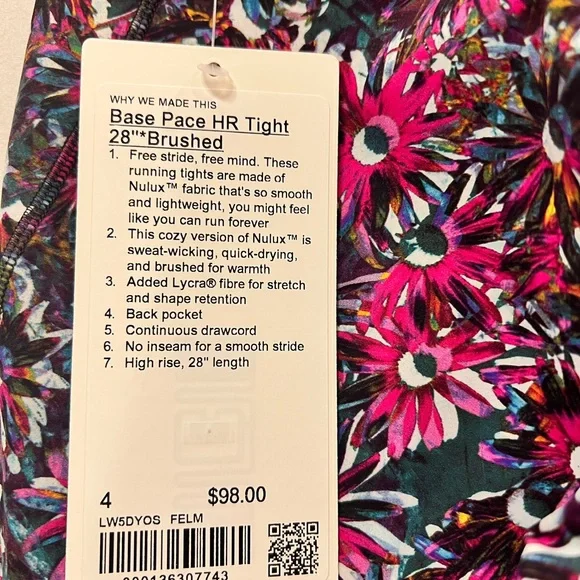 WHY WE MADE THIS
Base Pace HR Tight
28"*Brushed
1. Free stride, free mind. These
running tights are made of
Nulux™ fabric that's so smooth
and lightweight, you might feel
like you can run forever
2. This cozy version of Nulux™ is
sweat-wicking, quick-drying,
and brushed for warmth
3. Added Lycra® fibre for stretch
and shape retention
4. Back pocket
5. Continuous drawcord
6. No inseam for a smooth stride
7. High rise, 28" length
4 $98.00
LW5DYOS FELM